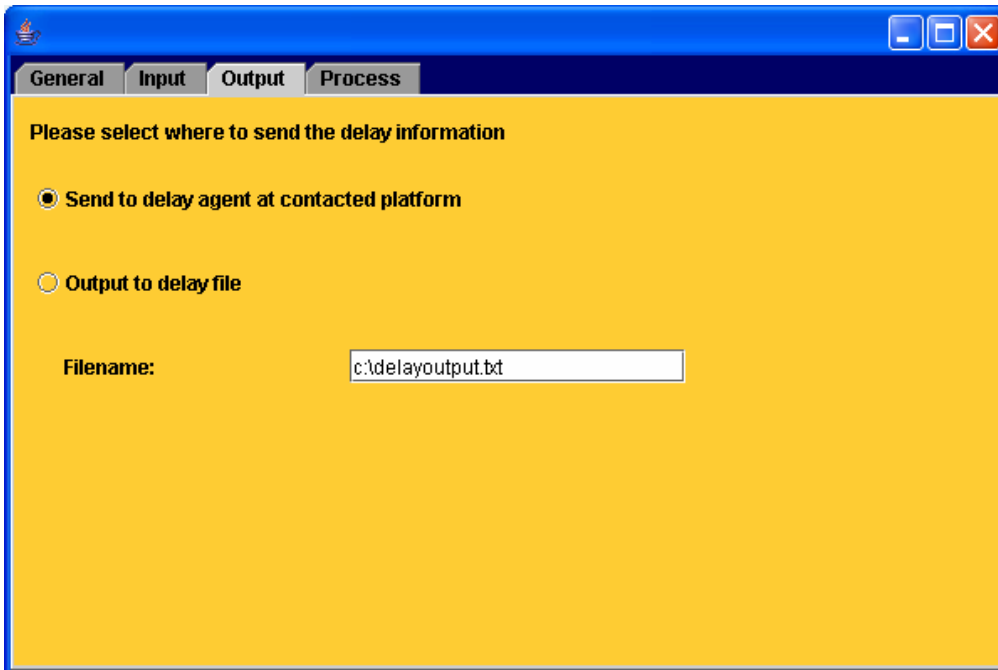 General Input Output Process
Please select where to send the delay information
Send to delay agent at contacted platform
Output to delay file
Filename: c:\delayoutput.txt